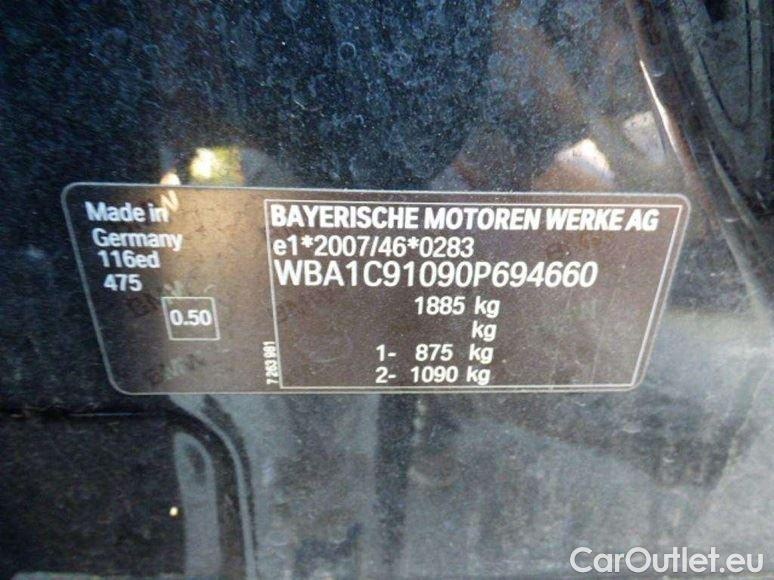 Made in
Germany
116ed
475
0.50
7 263 981
BAYERISCHE MOTOREN WERKE AG
e1*2007/46*0283
WBA1C91090P694660
1885 kg
kg
1- 875 kg
2- 1090 kg
CarOutlet.eu